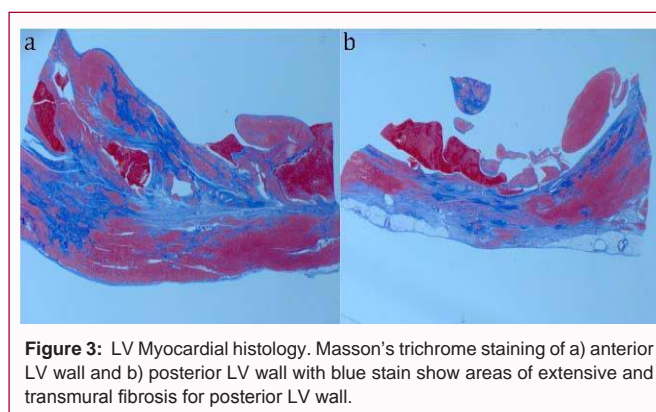 a
b
Figure 3: LV Myocardial histology. Masson's trichrome staining of a) anterior
LV wall and b) posterior LV wall with blue stain show areas of extensive and
transmural fibrosis for posterior LV wall.